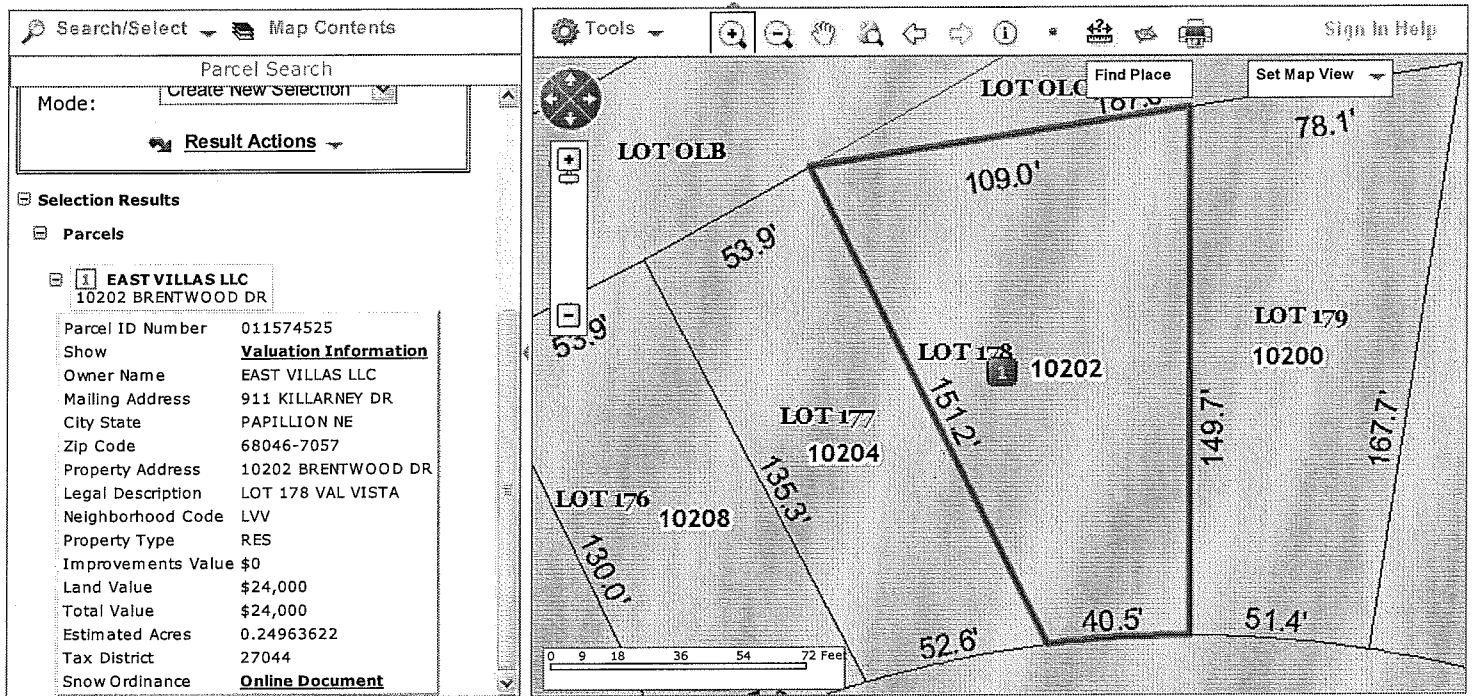 Search/Select Map Contents
Parcel Search
Mode: Create New Selection
Result Actions
Selection Results
Parcels
1 EAST VILLAS LLC
10202 BRENTWOOD DR
Parcel ID Number 011574525
Show Valuation Information
Owner Name EAST VILLAS LLC
Mailing Address 911 KILLARNEY DR
City State PAPILLION NE
Zip Code 68046-7057
Property Address 10202 BRENTWOOD DR
Legal Description LOT 178 VAL VISTA
Neighborhood Code LVV
Property Type RES
Improvements Value $0
Land Value $24,000
Total Value $24,000
Estimated Acres 0.24963622
Tax District 27044
Snow Ordinance Online Document
Tools Sign In Help
Find Place Set Map View
LOT OLB
109.0'
78.1'
53.9'
53.9'
LOT 179
10200
LOT 178
1 10202
151.2'
149.7'
167.7'
LOT 177
10204
135.3'
LOT 176 10208
130.0'
52.6'
40.5'
51.4'
0 9 18 36 54 72 Feet